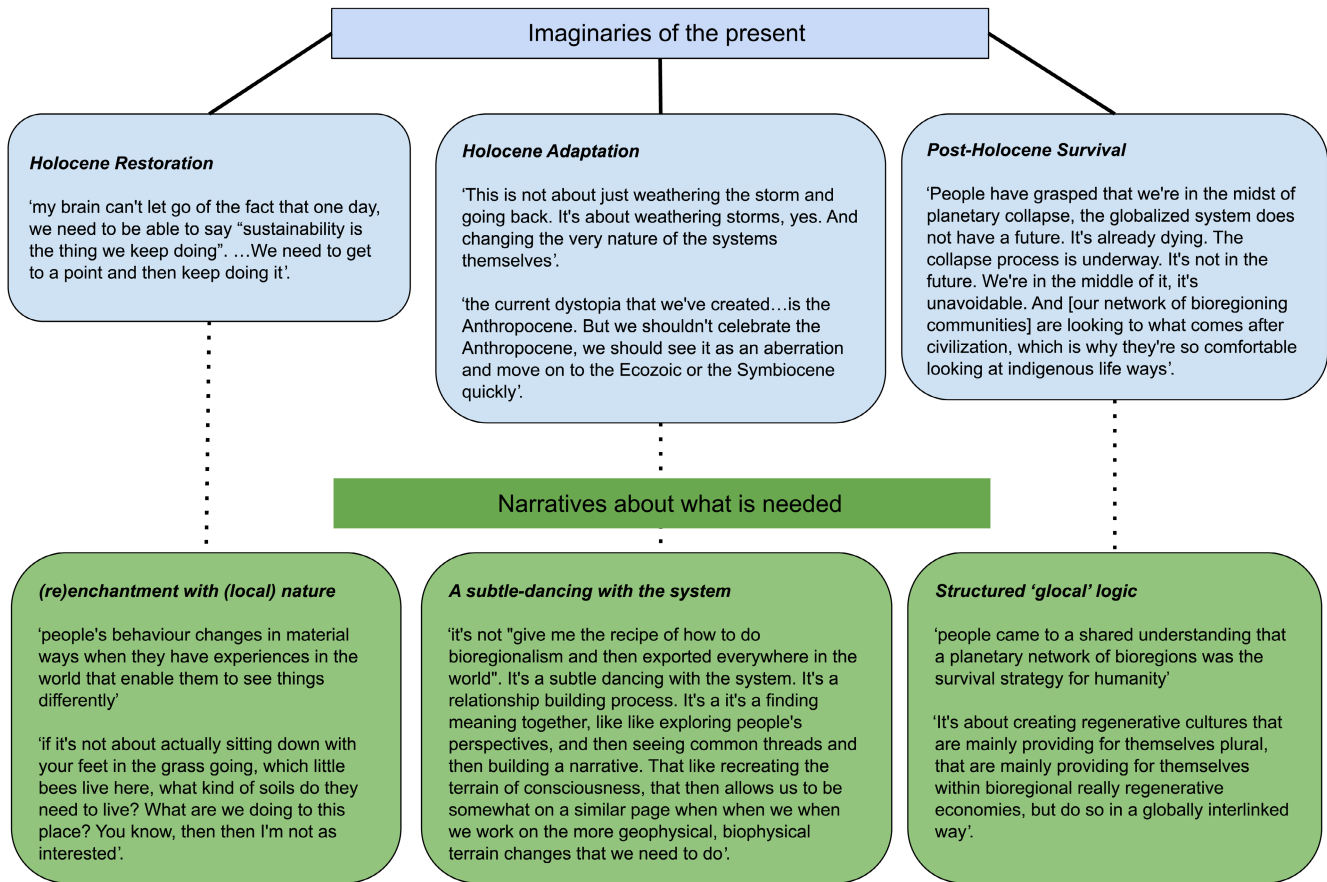 Imaginaries of the present
Holocene Restoration
‘my brain can't let go of the fact that one day,
we need to be able to say “sustainability is
the thing we keep doing”. …We need to get
to a point and then keep doing it’.
Holocene Adaptation
‘This is not about just weathering the storm and
going back. It's about weathering storms, yes. And
changing the very nature of the systems
themselves’.
‘the current dystopia that we've created…is the
Anthropocene. But we shouldn't celebrate the
Anthropocene, we should see it as an aberration
and move on to the Ecozoic or the Symbiocene
quickly’.
Post-Holocene Survival
‘People have grasped that we're in the midst of
planetary collapse, the globalized system does
not have a future. It's already dying. The
collapse process is underway. It's not in the
future. We're in the middle of it, it's
unavoidable. And [our network of bioregioning
communities] are looking to what comes after
civilization, which is why they're so comfortable
looking at indigenous life ways’.
Narratives about what is needed
(re)enchantment with (local) nature
‘people's behaviour changes in material
ways when they have experiences in the
world that enable them to see things
differently’
‘if it's not about actually sitting down with
your feet in the grass going, which little
bees live here, what kind of soils do they
need to live? What are we doing to this
place? You know, then then I'm not as
interested’.
A subtle-dancing with the system
‘it's not "give me the recipe of how to do
bioregionalism and then exported everywhere in the
world". It's a subtle dancing with the system. It's a
relationship building process. It's a it's a finding
meaning together, like like exploring people's
perspectives, and then seeing common threads and
then building a narrative. That like recreating the
terrain of consciousness, that then allows us to be
somewhat on a similar page when when we when
we work on the more geophysical, biophysical
terrain changes that we need to do’.
Structured ‘glocal’ logic
‘people came to a shared understanding that
a planetary network of bioregions was the
survival strategy for humanity’
‘It's about creating regenerative cultures that
are mainly providing for themselves plural,
that are mainly providing for themselves
within bioregional really regenerative
economies, but do so in a globally interlinked
way’.